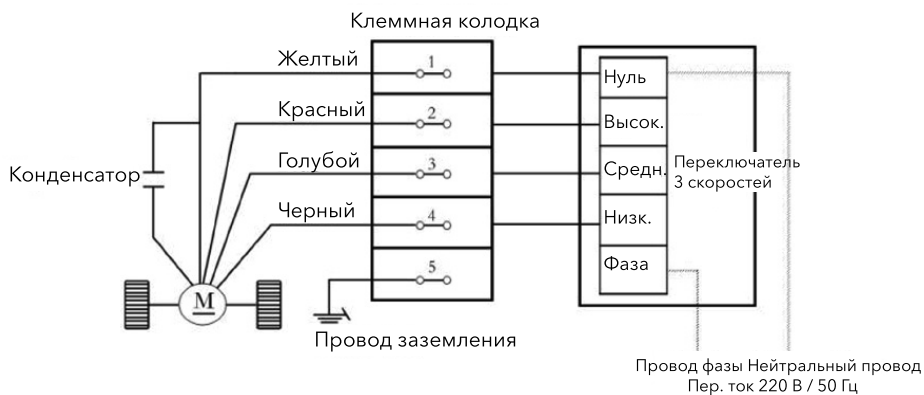 Клеммная колодка
Желтый
1
Нуль
Красный
2
Высок.
Голубой
3
Средн.
Переключатель
3 скоростей
Конденсатор
Черный
4
Низк.
5
Фаза
M
Провод заземления
Провод фазы Нейтральный провод
Пер. ток 220 В / 50 Гц